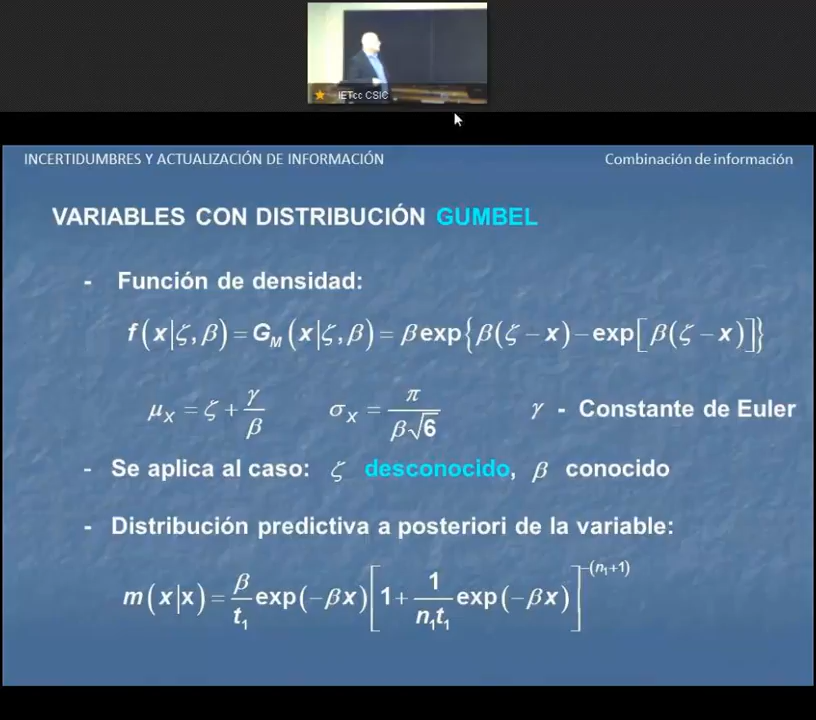 IETcc CSIC
INCERTIDUMBRES Y ACTUALIZACIÓN DE INFORMACIÓN
Combinación de información
VARIABLES CON DISTRIBUCIÓN GUMBEL
- Función de densidad:
f(x|ζ,β) = G_M(x|ζ,β) = β exp{β(ζ−x)−exp[β(ζ−x)]}
μ_X = ζ + γ/β    σ_X = π/(β√6)    γ - Constante de Euler
- Se aplica al caso: ζ desconocido, β conocido
- Distribución predictiva a posteriori de la variable:
m(x|x) = β/t₁ exp(−βx)[1 + 1/(n₁t₁) exp(−βx)]^−(n₁+1)